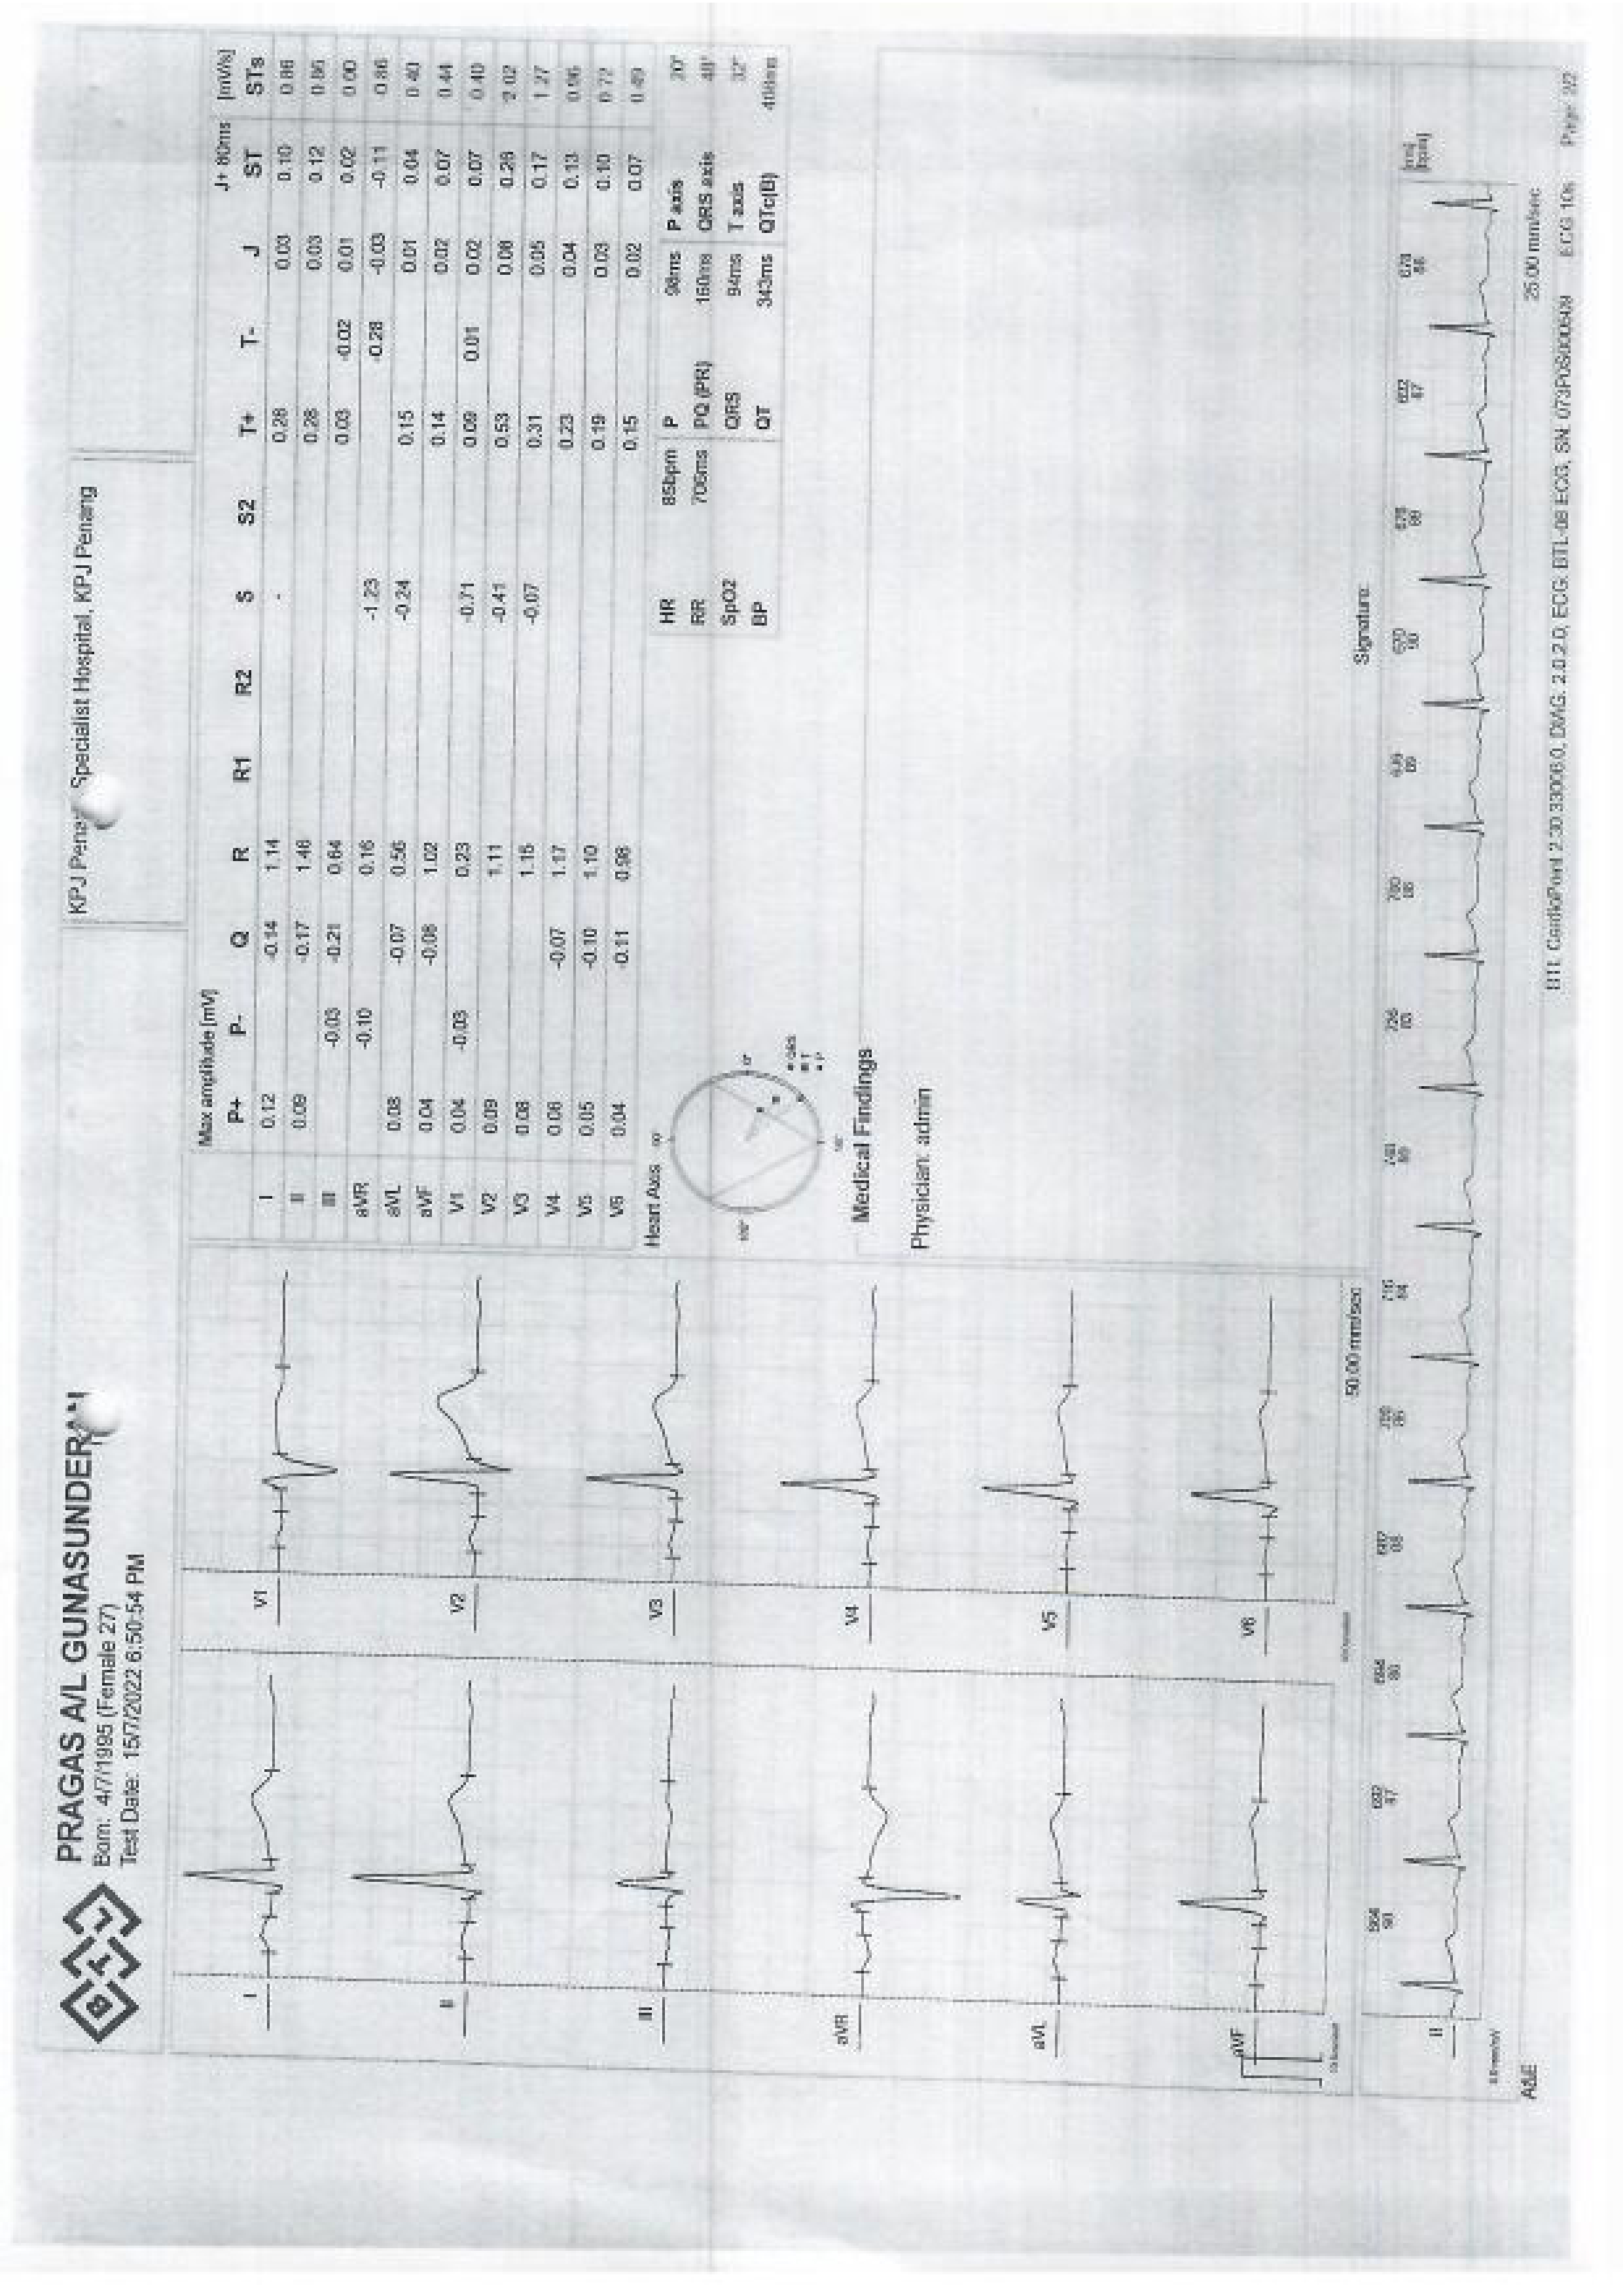 BTL
PRAGAS A/L GUNASUNDERAN
Born: 4/7/1995 (Female 27)
Test Date: 15/7/2022 6:50:54 PM
KPJ Penang Specialist Hospital, KPJ Penang
I
II
III
aVR
aVL
aVF
V1
V2
V3
V4
V5
V6
50.00 mm/sec
Max amplitude [mV] J+ 80ms [mV/s]
P+ P- Q R R1 R2 S S2 T+ T- J ST STs
I 0.12 -0.14 1.14 - 0.28 0.03 0.10 0.86
II 0.09 -0.17 1.46 0.28 0.03 0.12 0.86
III -0.03 -0.21 0.64 0.03 -0.02 0.01 0.02 0.00
aVR -0.10 0.16 -1.23 -0.28 -0.03 -0.11 -0.86
aVL 0.08 -0.07 0.56 -0.24 0.15 0.01 0.04 0.40
aVF 0.04 -0.08 1.02 0.14 0.02 0.07 0.44
V1 0.04 -0.03 0.23 -0.71 0.09 0.01 0.02 0.07 0.40
V2 0.09 1.11 -0.41 0.53 0.08 0.26 2.02
V3 0.08 1.15 -0.07 0.31 0.05 0.17 1.27
V4 0.06 -0.07 1.17 0.23 0.04 0.13 0.96
V5 0.05 -0.10 1.10 0.19 0.03 0.10 0.72
V6 0.04 -0.11 0.98 0.15 0.02 0.07 0.49
Heart Axis
HR 85bpm P 98ms P axis 20°
RR 706ms PQ (PR) 160ms QRS axis 48°
SpO2 QRS 94ms T axis 32°
BP QT 343ms QTc(B) 408ms
Medical Findings
Physician: admin
Signature:
II
25.00 mm/sec
A&E
BTL CardioPoint 2.30.33006.0, DMG: 2.0.2.0, ECG: BTL-08 ECG, SN: 073P0S000509 ECG 10s Page 2/2